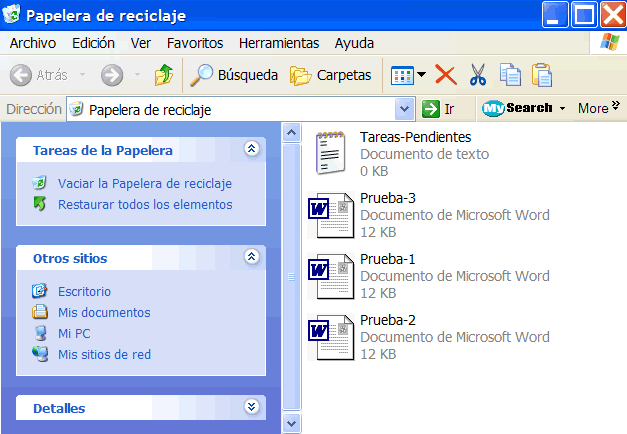 Papelera de reciclaje
Archivo Edición Ver Favoritos Herramientas Ayuda
Atrás Búsqueda Carpetas
Dirección Papelera de reciclaje Ir MySearch More »
Tareas de la Papelera
Vaciar la Papelera de reciclaje
Restaurar todos los elementos
Otros sitios
Escritorio
Mis documentos
Mi PC
Mis sitios de red
Detalles
Tareas-Pendientes
Documento de texto
0 KB
Prueba-3
Documento de Microsoft Word
12 KB
Prueba-1
Documento de Microsoft Word
12 KB
Prueba-2
Documento de Microsoft Word
12 KB